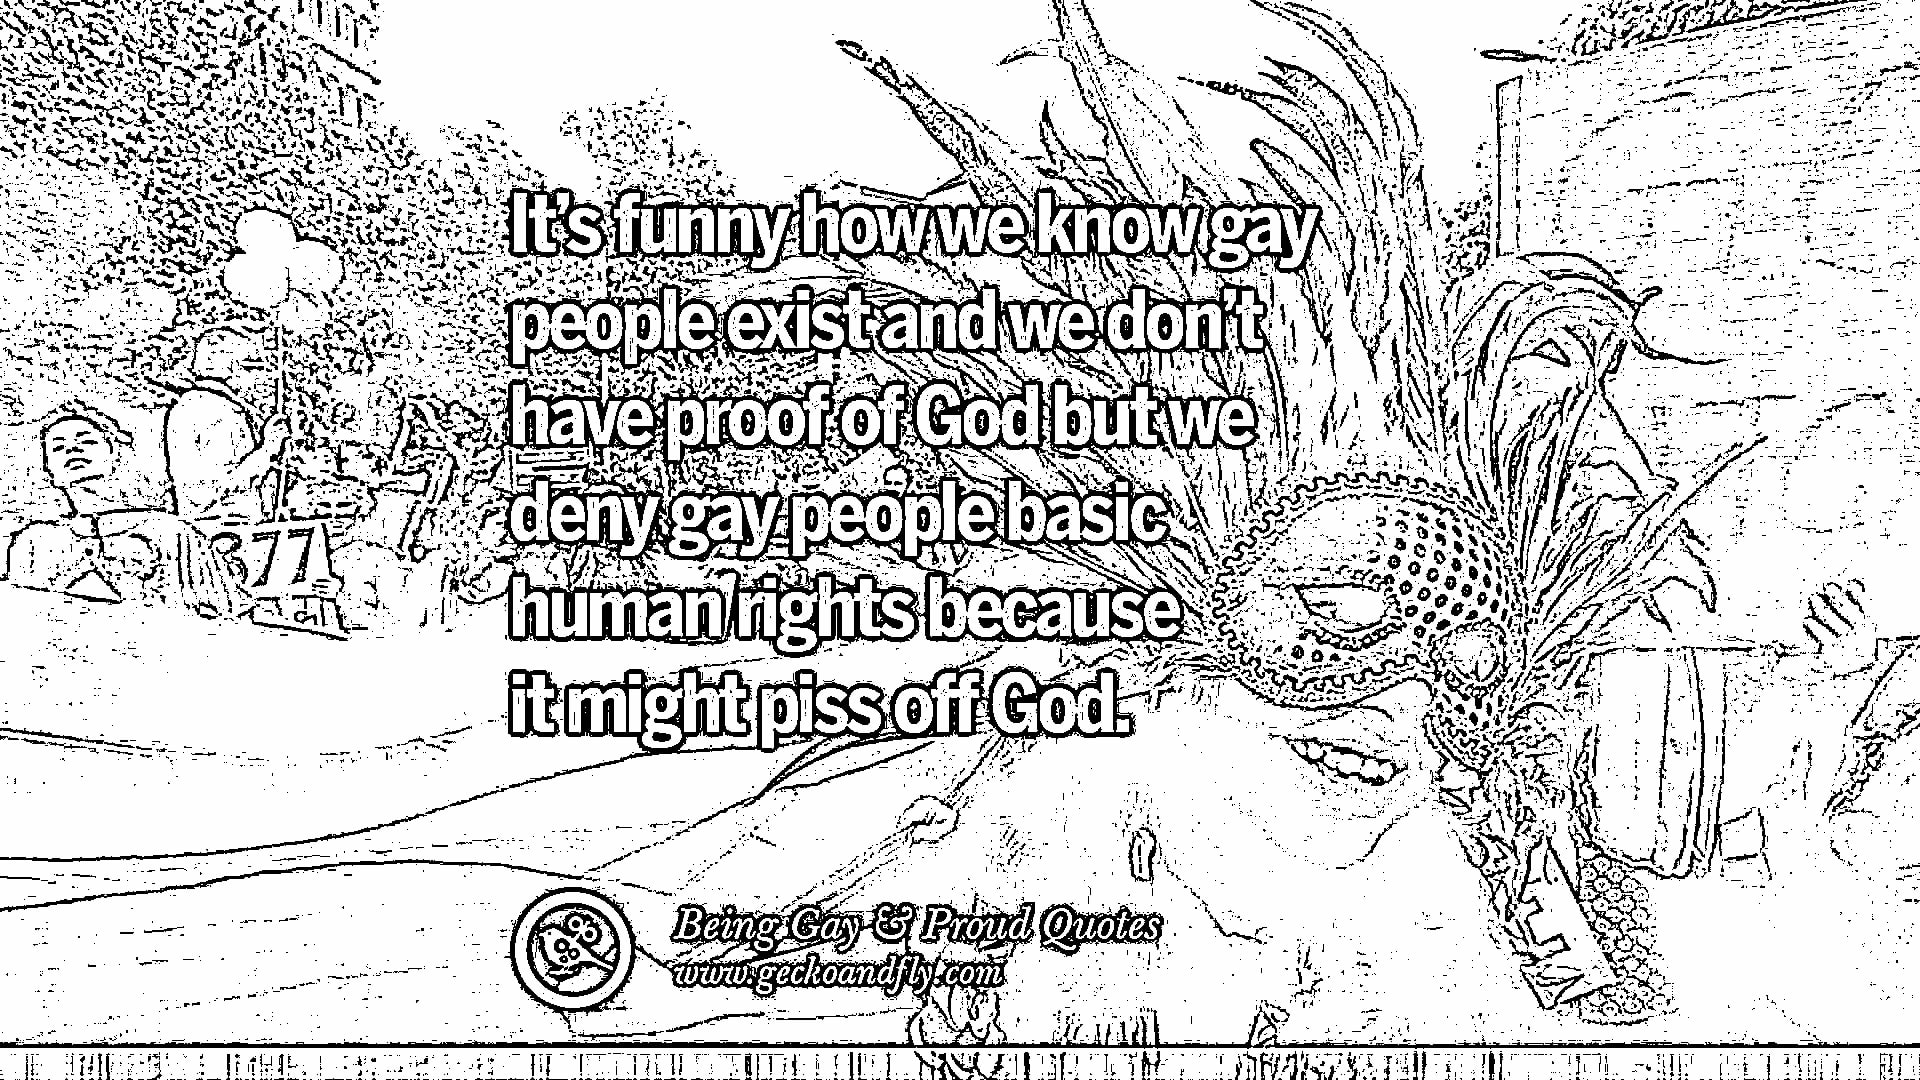 It's funny how we know gay
people exist and we don't
have proof of God but we
deny gay people basic
human rights because
it might piss off God.
377
Being Gay & Proud Quotes
www.geckoandfly.com